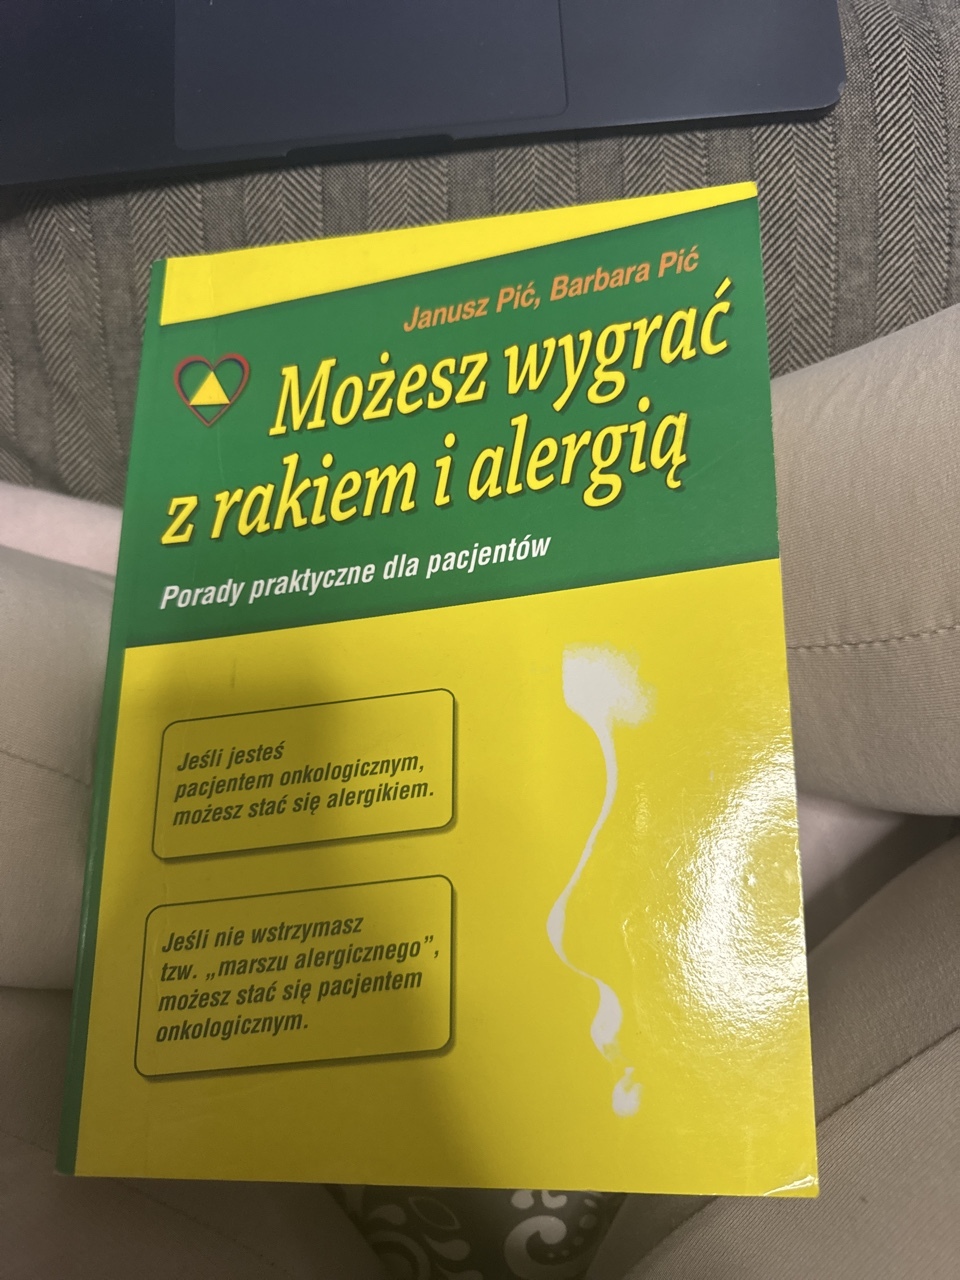 Janusz Pić, Barbara Pić
Możesz wygrać
z rakiem i alergią
Porady praktyczne dla pacjentów
Jeśli jesteś
pacjentem onkologicznym,
możesz stać się alergikiem.
Jeśli nie wstrzymasz
tzw. „marszu alergicznego”,
możesz stać się pacjentem
onkologicznym.